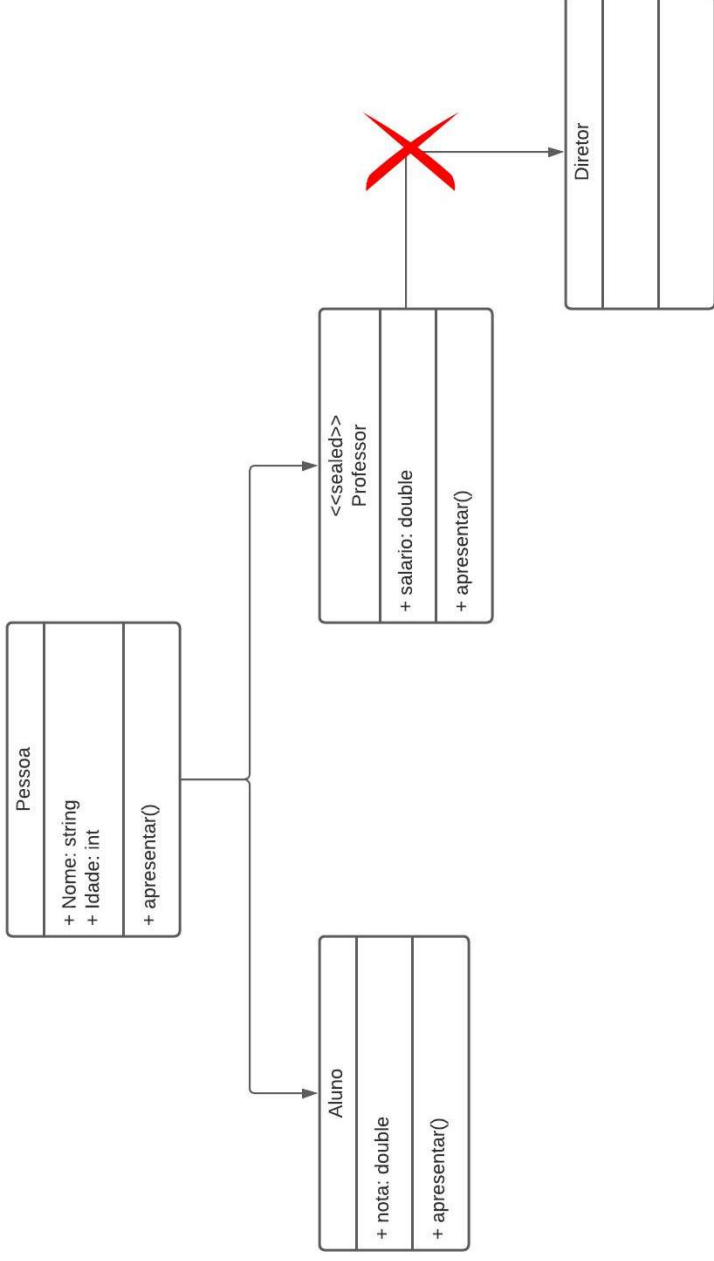 Pessoa
+ Nome: string
+ Idade: int
+ apresentar()
Aluno
+ nota: double
+ apresentar()
<<sealed>>
Professor
+ salario: double
+ apresentar()
Diretor